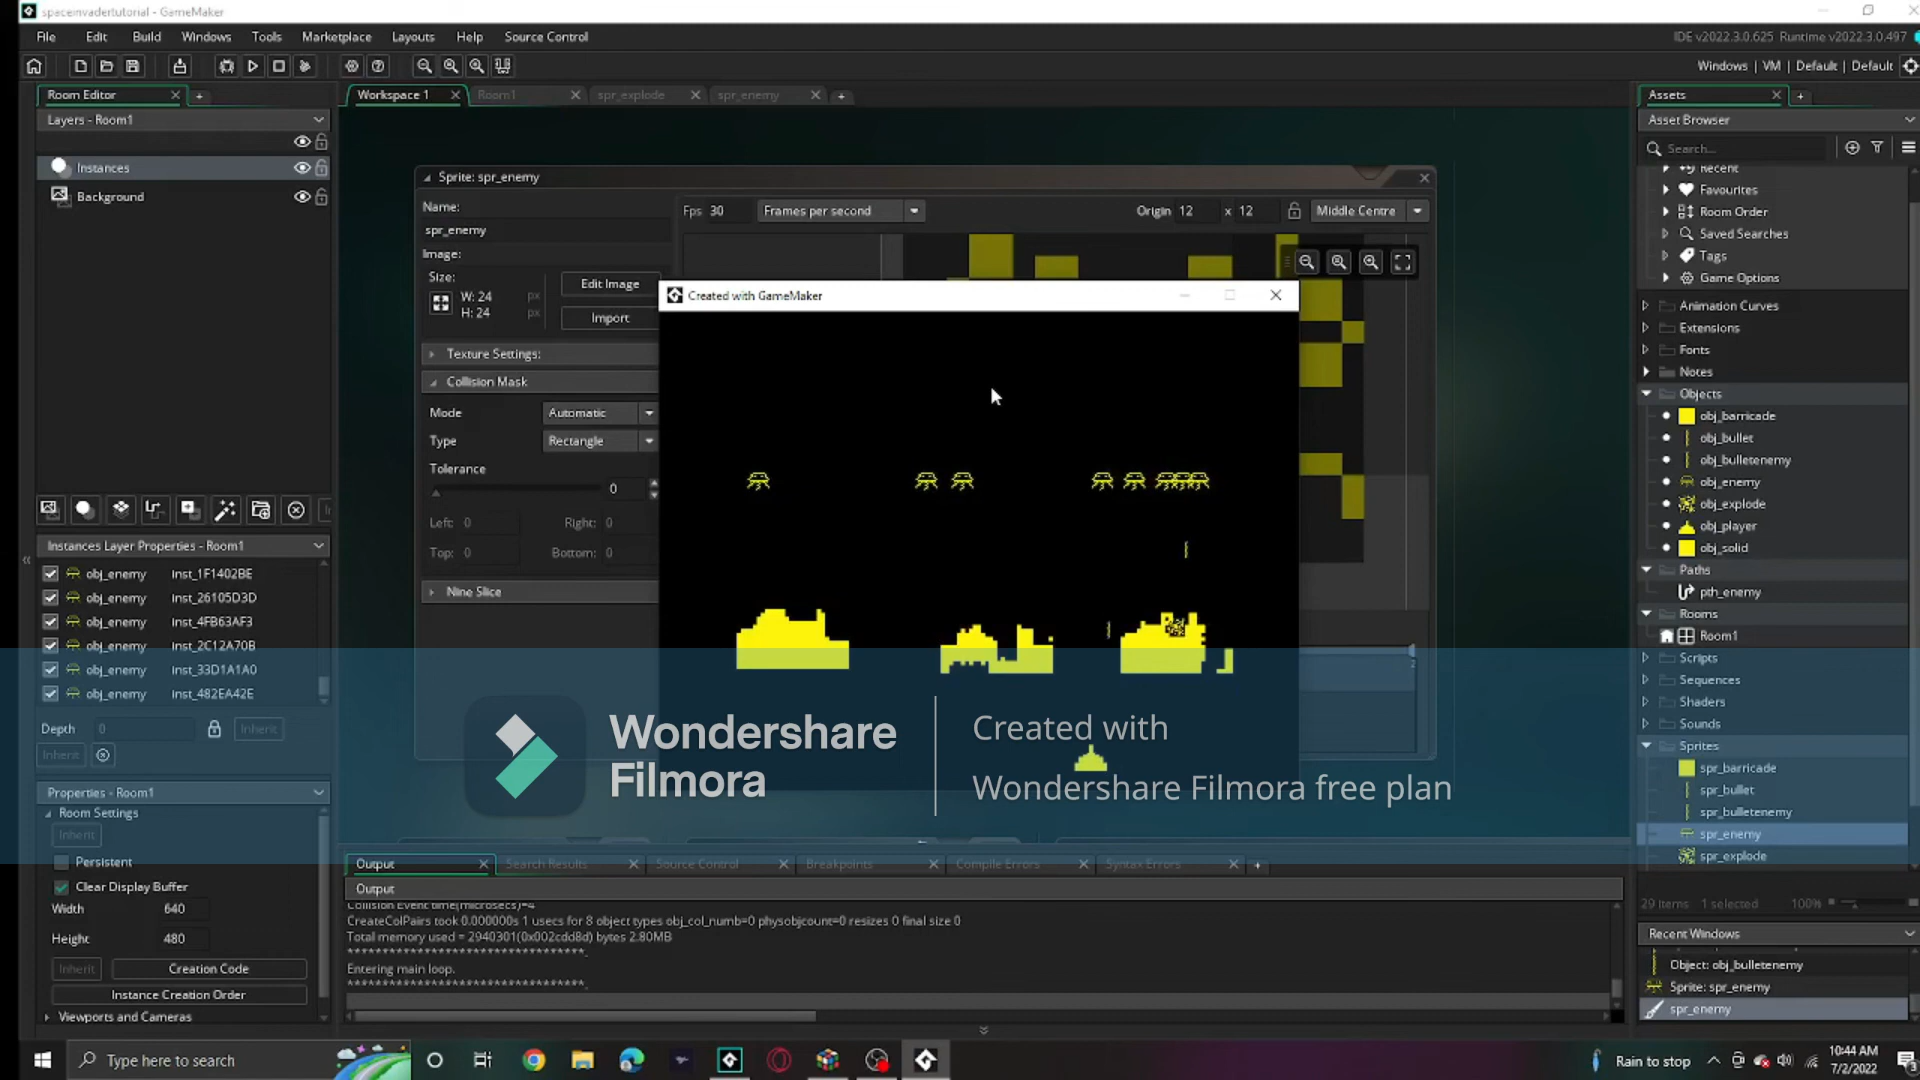 spaceinvadertutorial - GameMaker
File Edit Build Windows Tools Marketplace Layouts Help Source Control
IDE v2022.3.0.625 Runtime v2022.3.0.497
Windows | VM | Default | Default
Room Editor
Workspace 1 Room1 spr_explode spr_enemy
Assets
Layers - Room1
Asset Browser
Search...
Instances
Background
Recent
Favourites
Room Order
Saved Searches
Tags
Game Options
Animation Curves
Extensions
Fonts
Notes
Objects
obj_barricade
obj_bullet
obj_bulletenemy
obj_enemy
obj_explode
obj_player
obj_solid
Paths
pth_enemy
Rooms
Room1
Scripts
Sequences
Shaders
Sounds
Sprites
spr_barricade
spr_bullet
spr_bulletenemy
spr_enemy
spr_explode
29 items 1 selected 100%
Recent Windows
Object: obj_bulletenemy
Sprite: spr_enemy
spr_enemy
Sprite: spr_enemy
Name:
spr_enemy
Fps 30 Frames per second Origin 12 x 12 Middle Centre
Image:
Size:
W: 24 px
H: 24 px
Edit Image
Import
Texture Settings:
Collision Mask
Mode Automatic
Type Rectangle
Tolerance
0
Left: 0 Right: 0
Top: 0 Bottom: 0
Nine Slice
Created with GameMaker
2
Instances Layer Properties - Room1
obj_enemy inst_1F1402BE
obj_enemy inst_26105D3D
obj_enemy inst_4FB63AF3
obj_enemy inst_2C12A70B
obj_enemy inst_33D1A1A0
obj_enemy inst_482EA42E
Depth 0 Inherit
Inherit
Properties - Room1
Room Settings
Inherit
Persistent
Clear Display Buffer
Width 640
Height 480
Inherit Creation Code
Instance Creation Order
Viewports and Cameras
Wondershare
Filmora
Created with
Wondershare Filmora free plan
Output Search Results Source Control Breakpoints Compile Errors Syntax Errors
Output
Collision Event time(microsecs)=4
CreateColPairs took 0.000000s 1 usecs for 8 object types obj_col_numb=0 physobjcount=0 resizes 0 final size 0
Total memory used = 2940301(0x002cdd8d) bytes 2.80MB
**********************************.
Entering main loop.
**********************************.
Type here to search
Rain to stop
10:44 AM
7/2/2022
3